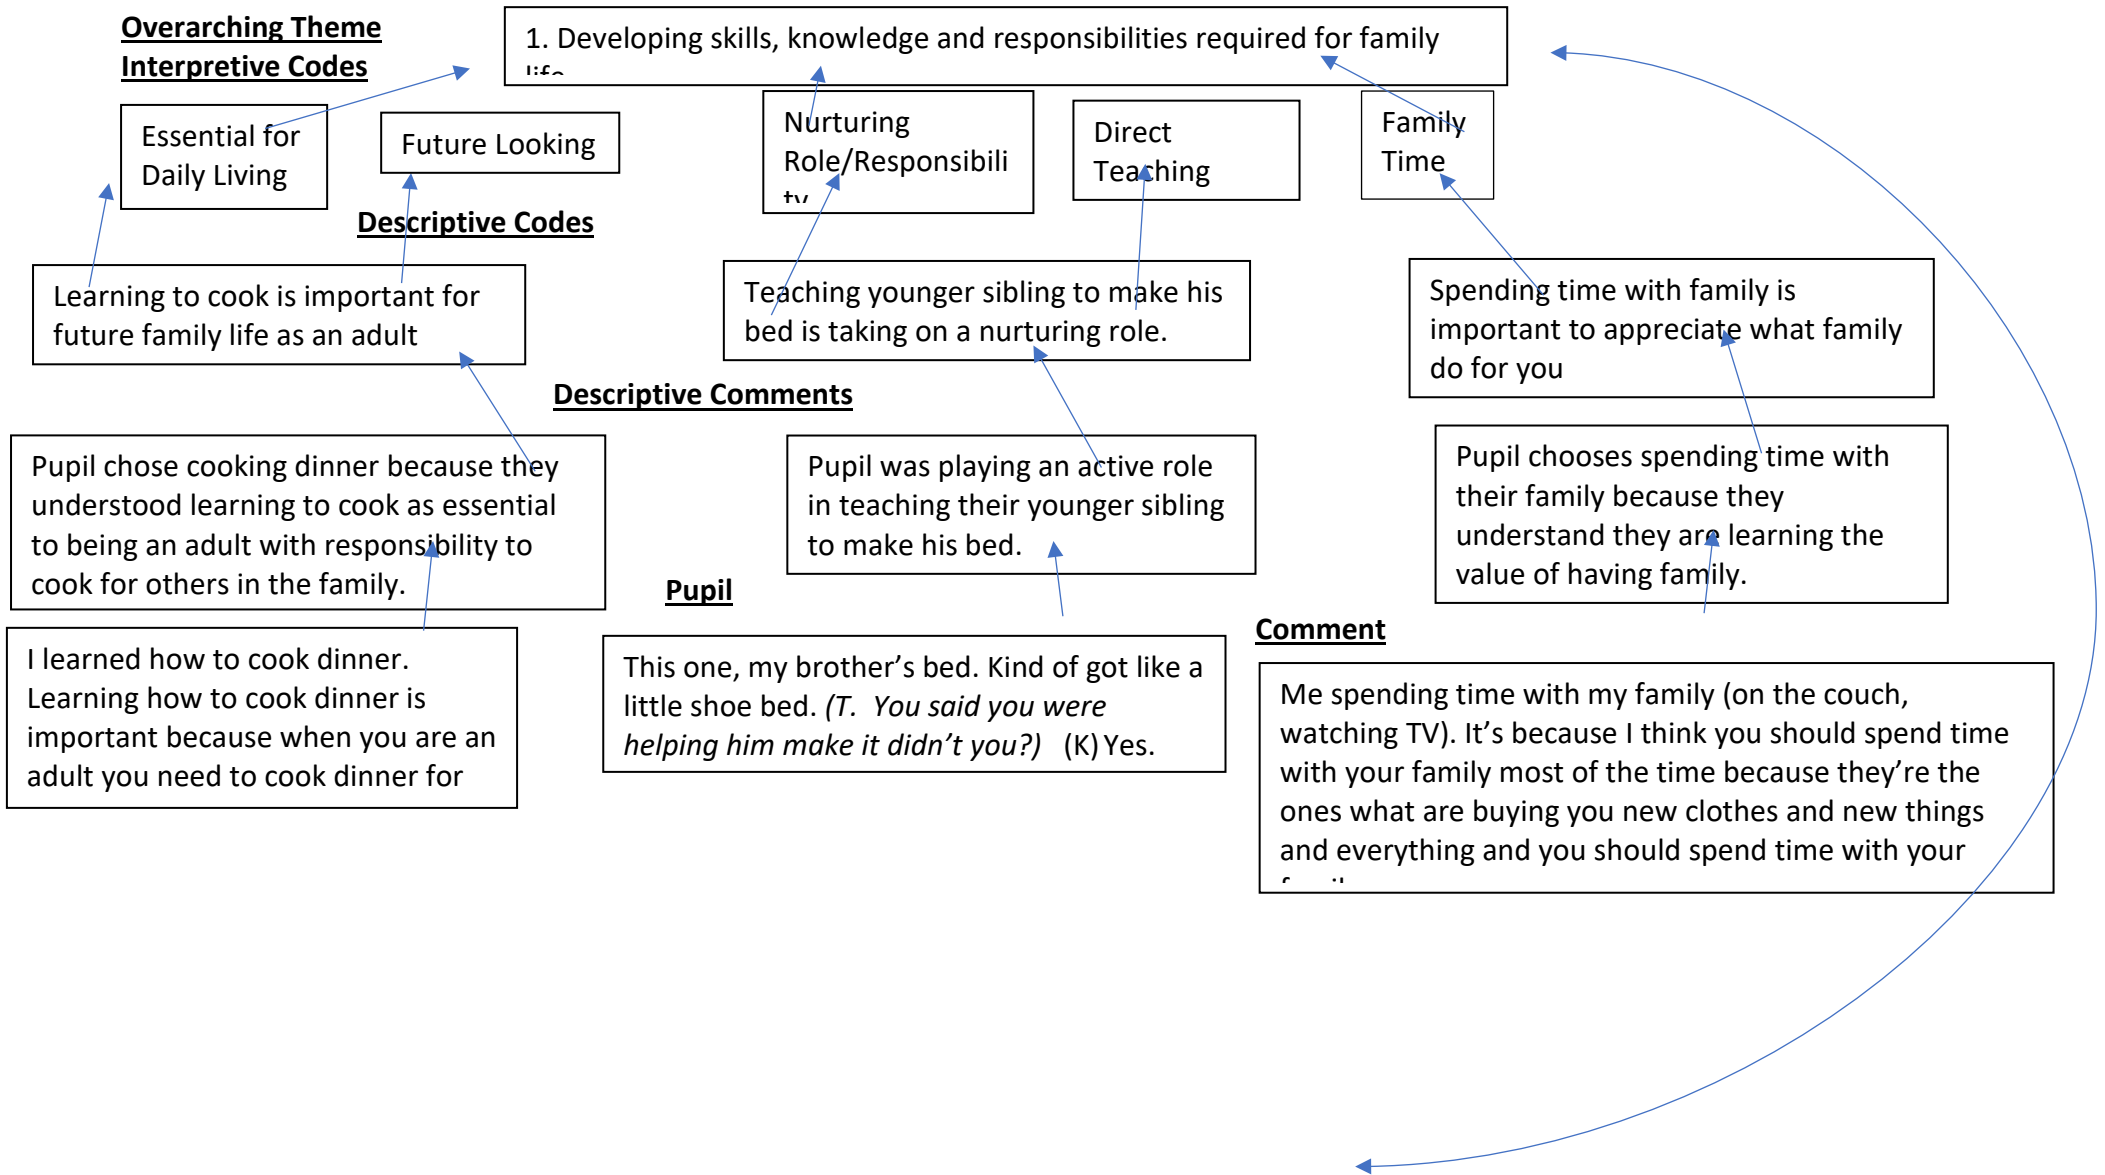 Overarching Theme
1. Developing skills, knowledge and responsibilities required for family
life
Interpretive Codes
Essential for
Daily Living
Future Looking
Nurturing
Role/Responsibili
ty
Direct
Teaching
Family
Time
Descriptive Codes
Learning to cook is important for
future family life as an adult
Teaching younger sibling to make his
bed is taking on a nurturing role.
Spending time with family is
important to appreciate what family
do for you
Descriptive Comments
Pupil chose cooking dinner because they
understood learning to cook as essential
to being an adult with responsibility to
cook for others in the family.
Pupil was playing an active role
in teaching their younger sibling
to make his bed.
Pupil chooses spending time with
their family because they
understand they are learning the
value of having family.
Pupil
Comment
I learned how to cook dinner.
Learning how to cook dinner is
important because when you are an
adult you need to cook dinner for
This one, my brother’s bed. Kind of got like a
little shoe bed. (T. You said you were
helping him make it didn’t you?) (K) Yes.
Me spending time with my family (on the couch,
watching TV). It’s because I think you should spend time
with your family most of the time because they’re the
ones what are buying you new clothes and new things
and everything and you should spend time with your